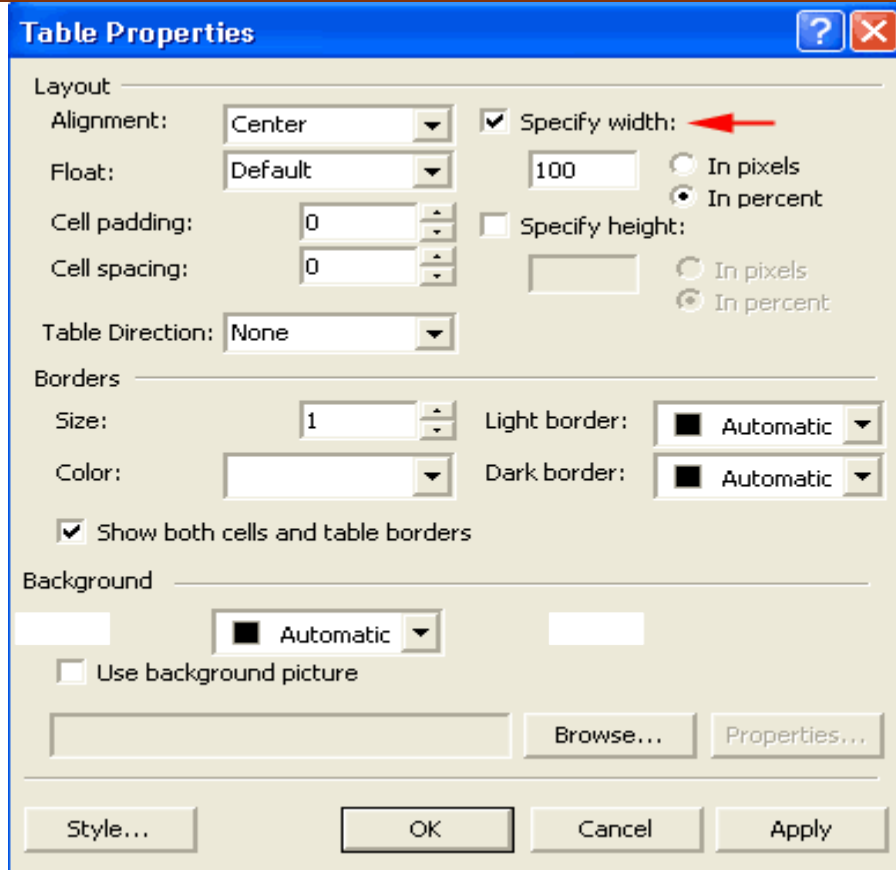 Table Properties ?
Layout
Alignment: Center Specify width:
Float: Default 100 In pixels
In percent
Cell padding: 0 Specify height:
Cell spacing: 0 In pixels
In percent
Table Direction: None
Borders
Size: 1 Light border: Automatic
Color: Dark border: Automatic
Show both cells and table borders
Background
Automatic
Use background picture
Browse... Properties...
Style... OK Cancel Apply